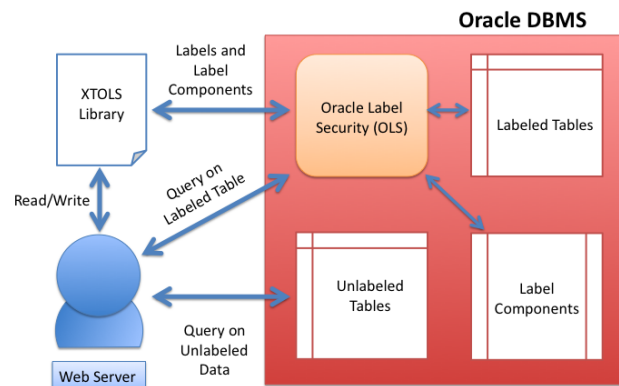 Oracle DBMS
Labels and
Label
Components
XTOLS
Library
Oracle Label
Security (OLS)
Labeled Tables
Query on
Labeled Table
Read/Write
Unlabeled
Tables
Label
Components
Query on
Unlabeled
Data
Web Server